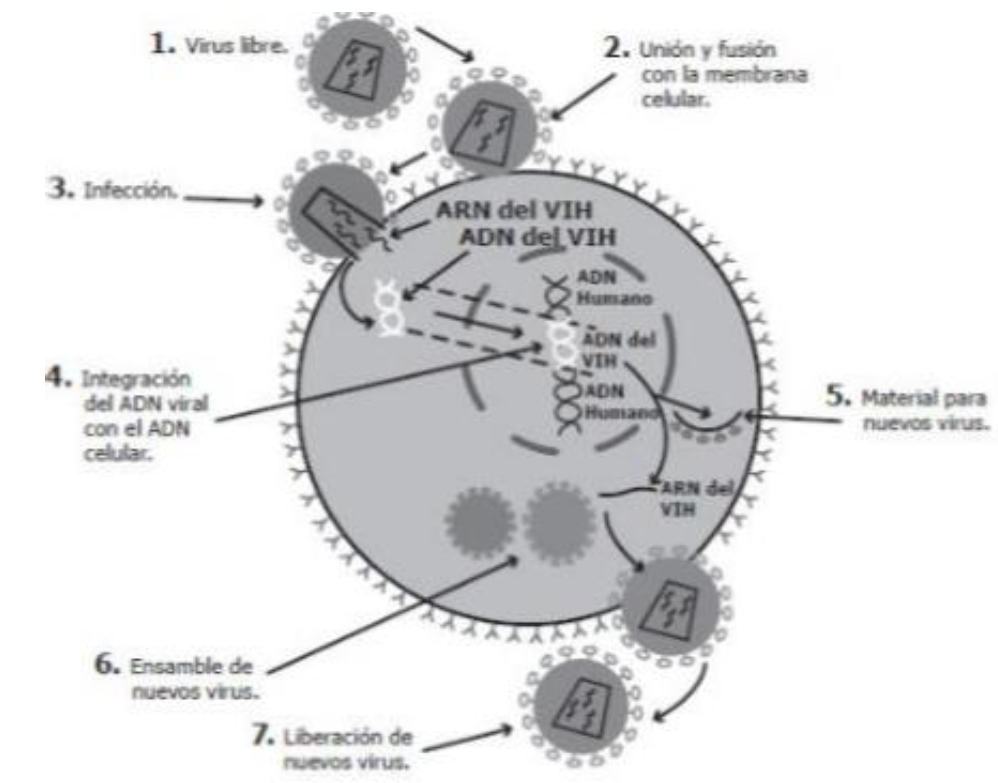 1. Virus libre.
2. Unión y fusión
con la membrana
celular.
3. Infección.
ARN del VIH
ADN del VIH
ADN
Humano
ADN del
VIH
ADN
Humano
4. Integración
del ADN viral
con el ADN
celular.
5. Material para
nuevos virus.
ARN del
VIH
6. Ensamble de
nuevos virus.
7. Liberación de
nuevos virus.